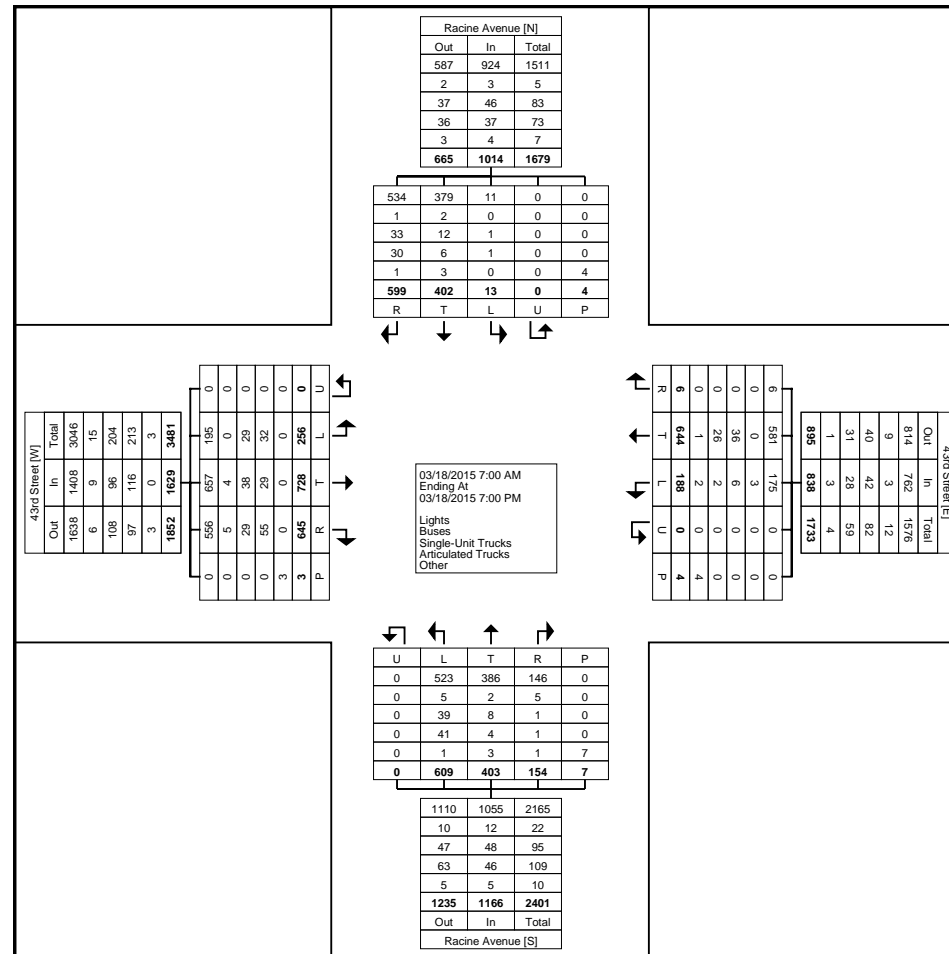 Racine Avenue [N]
Out In Total
587 924 1511
2 3 5
37 46 83
36 37 73
3 4 7
665 1014 1679
534 379 11 0 0
1 2 0 0 0
33 12 1 0 0
30 6 1 0 0
1 3 0 0 4
599 402 13 0 4
R T L U P
43rd Street [W]
Total 3046 15 204 213 3 3481
In 1408 9 96 116 0 1629
Out 1638 6 108 97 3 1852
0 0 0 0 0 0 U
195 0 29 32 0 256 L
657 4 38 29 0 728 T
556 5 29 55 0 645 R
0 0 0 0 3 3 P
03/18/2015 7:00 AM
Ending At
03/18/2015 7:00 PM
Lights
Buses
Single-Unit Trucks
Articulated Trucks
Other
R 6 0 0 0 0 6
T 644 1 26 36 0 581
L 188 2 2 6 3 175
U 0 0 0 0 0 0
P 4 4 0 0 0 0
895 1 31 40 9 814 Out
838 3 28 42 3 762 In
1733 4 59 82 12 1576 Total
43rd Street [E]
U L T R P
0 523 386 146 0
0 5 2 5 0
0 39 8 1 0
0 41 4 1 0
0 1 3 1 7
0 609 403 154 7
1110 1055 2165
10 12 22
47 48 95
63 46 109
5 5 10
1235 1166 2401
Out In Total
Racine Avenue [S]